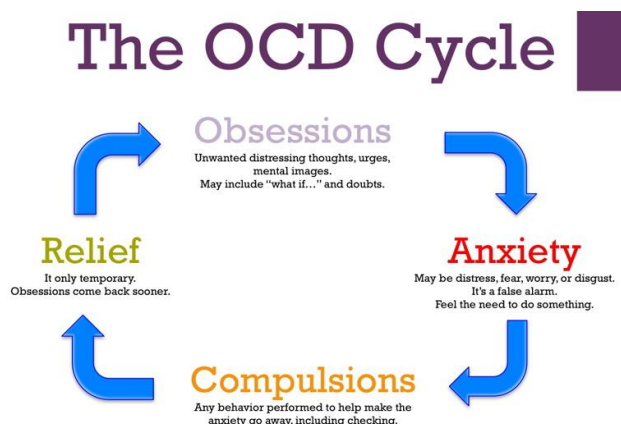 The OCD Cycle
Obsessions
Unwanted distressing thoughts, urges,
mental images.
May include “what if…” and doubts.
Anxiety
May be distress, fear, worry, or disgust.
It’s a false alarm.
Feel the need to do something.
Compulsions
Any behavior performed to help make the
anxiety go away, including checking,
Relief
It only temporary.
Obsessions come back sooner.